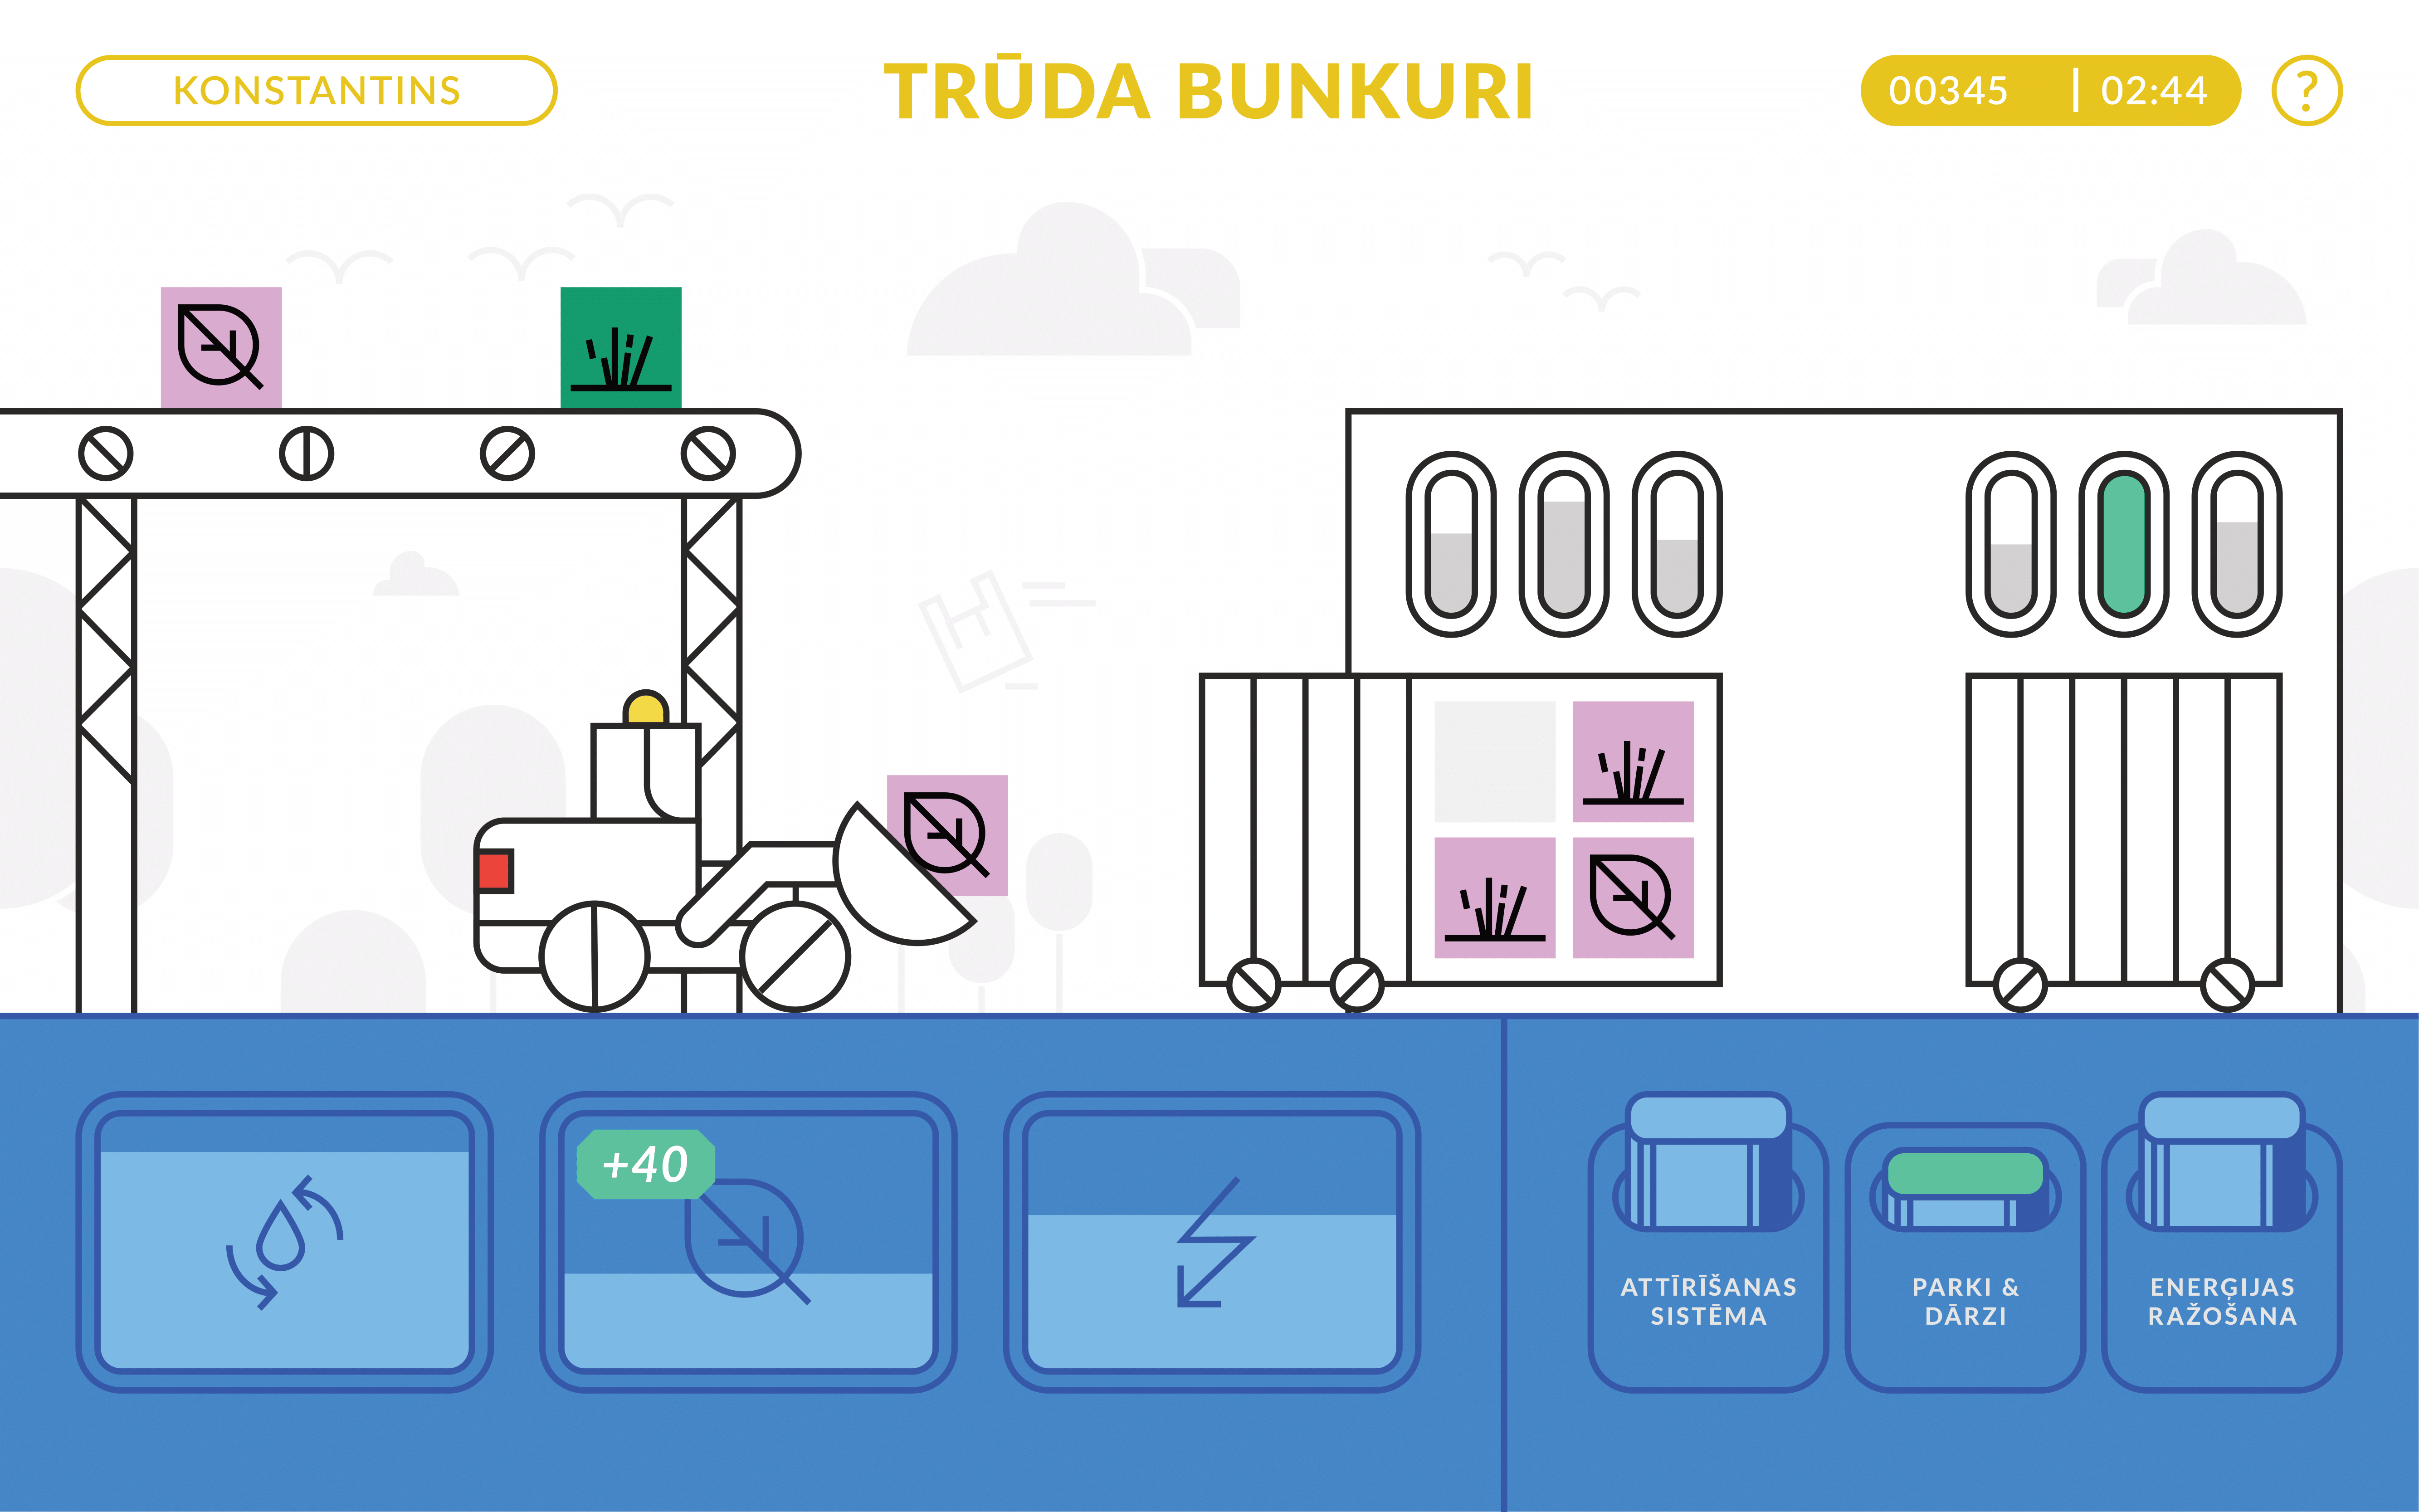 KONSTANTINS
TRŪDA BUNKURI
00345 | 02:44
?
+40
ATTĪRĪŠANAS
SISTĒMA
PARKI &
DĀRZI
ENERĢIJAS
RAŽOŠANA